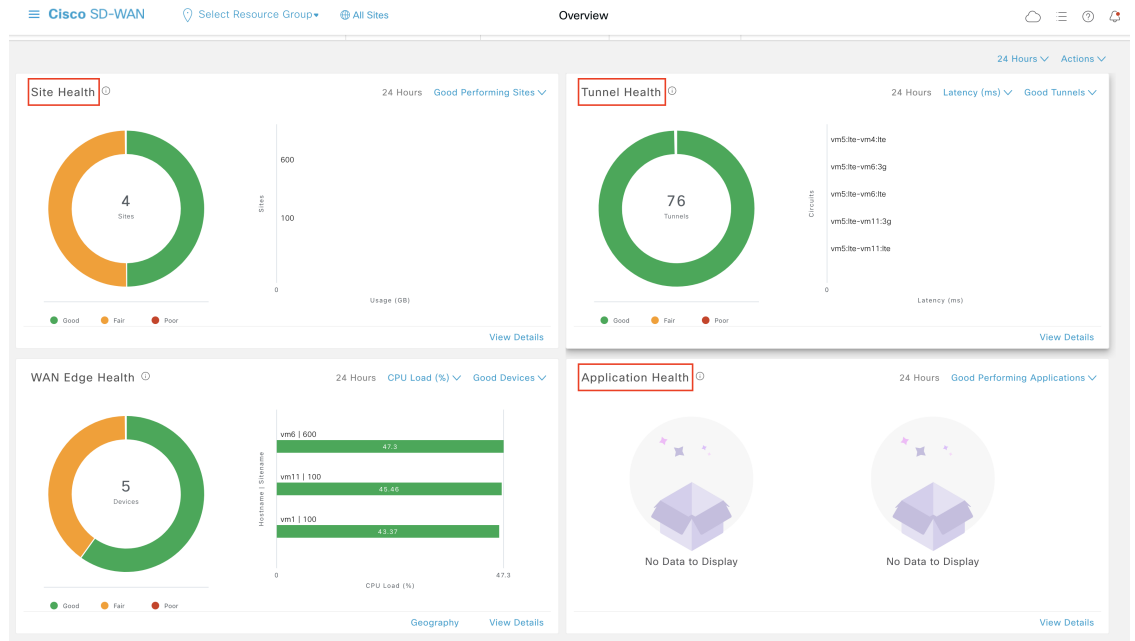 Cisco SD-WAN
Select Resource Group
All Sites
Overview
24 Hours
Actions
Site Health
24 Hours
Good Performing Sites
4
Sites
Sites
600
100
0
Usage (GB)
Good
Fair
Poor
View Details
Tunnel Health
24 Hours
Latency (ms)
Good Tunnels
76
Tunnels
Circuits
vm5:lte-vm4:lte
vm5:lte-vm6:3g
vm5:lte-vm6:lte
vm5:lte-vm11:3g
vm5:lte-vm11:lte
0
Latency (ms)
Good
Fair
Poor
View Details
WAN Edge Health
24 Hours
CPU Load (%)
Good Devices
5
Devices
Hostname | Sitename
vm6 | 600
47.3
vm11 | 100
45.46
vm1 | 100
43.37
0
47.3
CPU Load (%)
Good
Fair
Poor
Geography
View Details
Application Health
24 Hours
Good Performing Applications
No Data to Display
No Data to Display
View Details